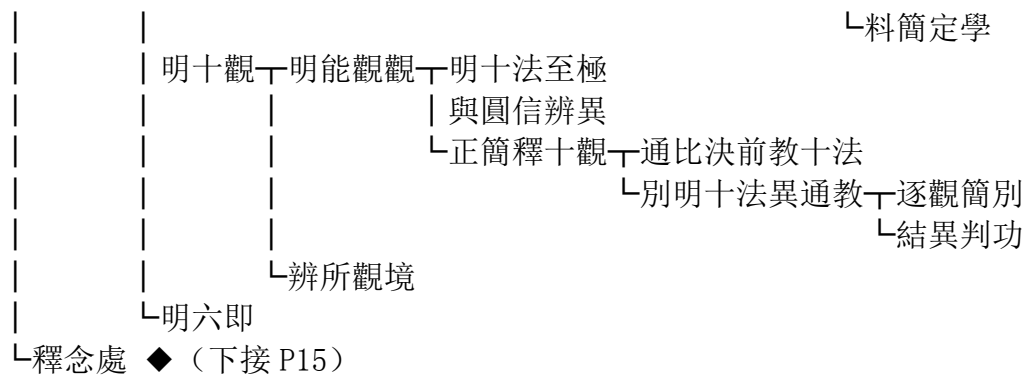 └料簡定學
明十觀┬明能觀觀┬明十法至極
│與圓信辨異
└正簡釋十觀┬通比決前教十法
└別明十法異通教┬逐觀簡別
└結異判功
└辨所觀境
└明六即
└釋念處 ◆（下接 P15）